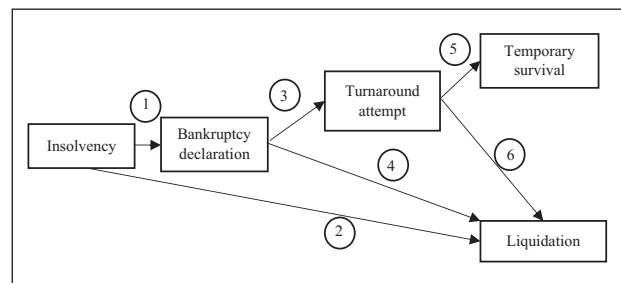 5
Temporary
survival
1
3
Turnaround
attempt
Insolvency
Bankruptcy
declaration
4
6
2
Liquidation